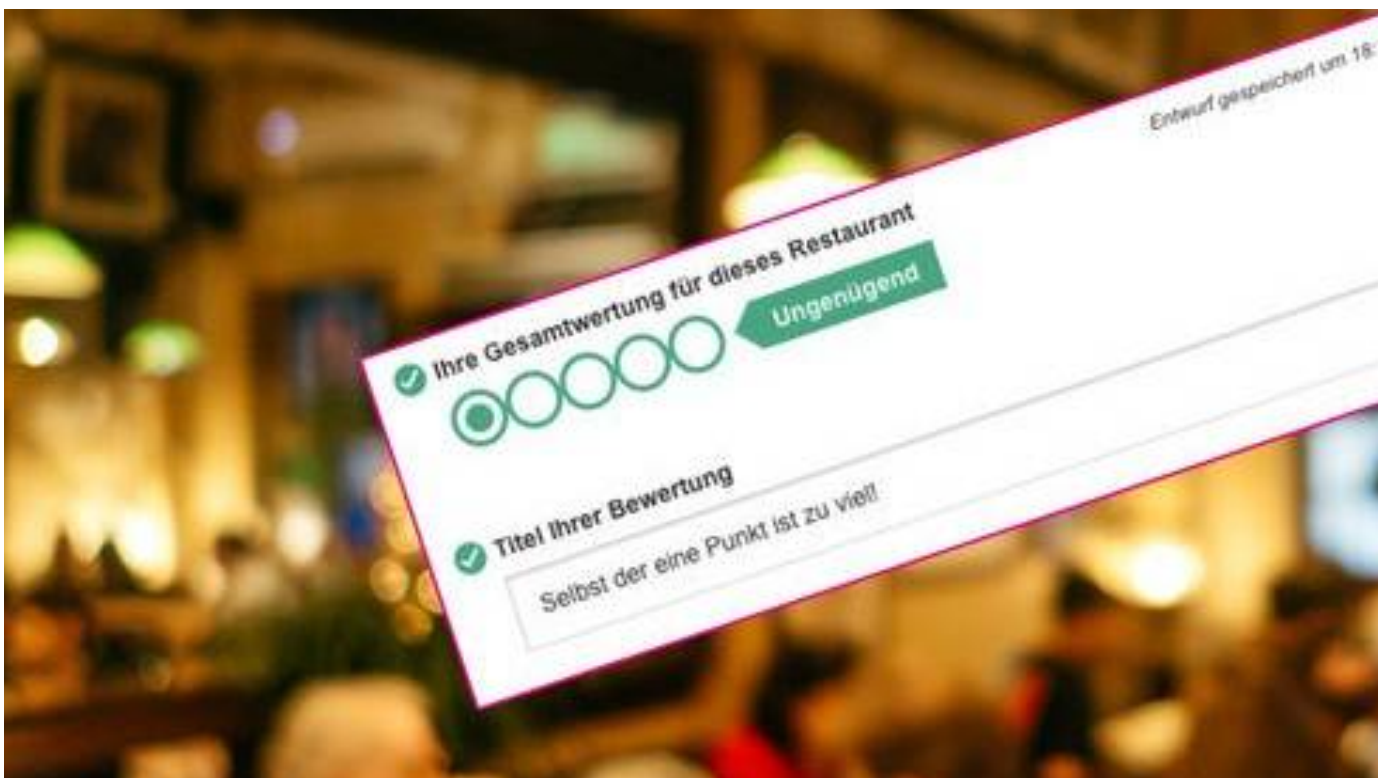 Entwurf gespeichert um 18:
Ihre Gesamtwertung für dieses Restaurant
Ungenügend
Titel Ihrer Bewertung
Selbst der eine Punkt ist zu viel!